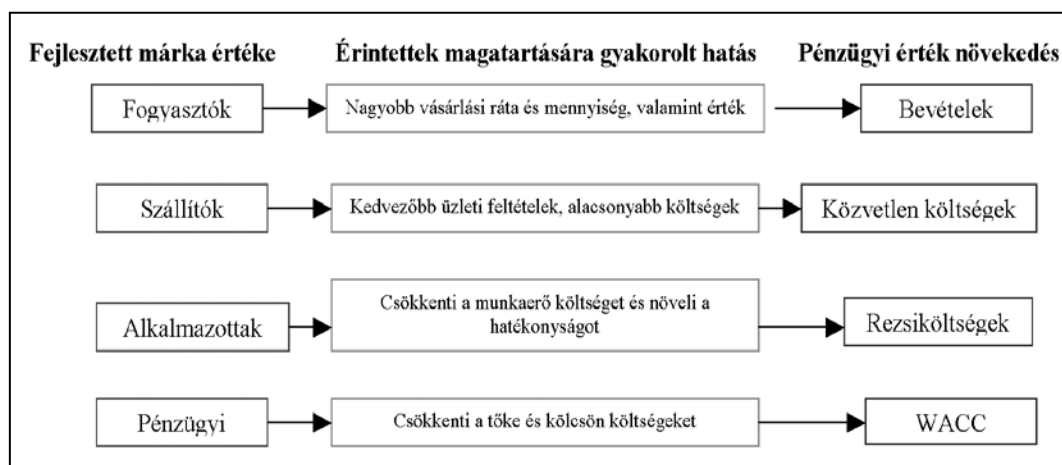 Fejlesztett márka értéke
Érintettek magatartására gyakorolt hatás
Pénzügyi érték növekedés
Fogyasztók
Nagyobb vásárlási ráta és mennyiség, valamint érték
Bevételek
Szállítók
Kedvezőbb üzleti feltételek, alacsonyabb költségek
Közvetlen költségek
Alkalmazottak
Csökkenti a munkaerő költséget és növeli a
hatékonyságot
Rezsiköltségek
Pénzügyi
Csökkenti a tőke és kölcsön költségeket
WACC